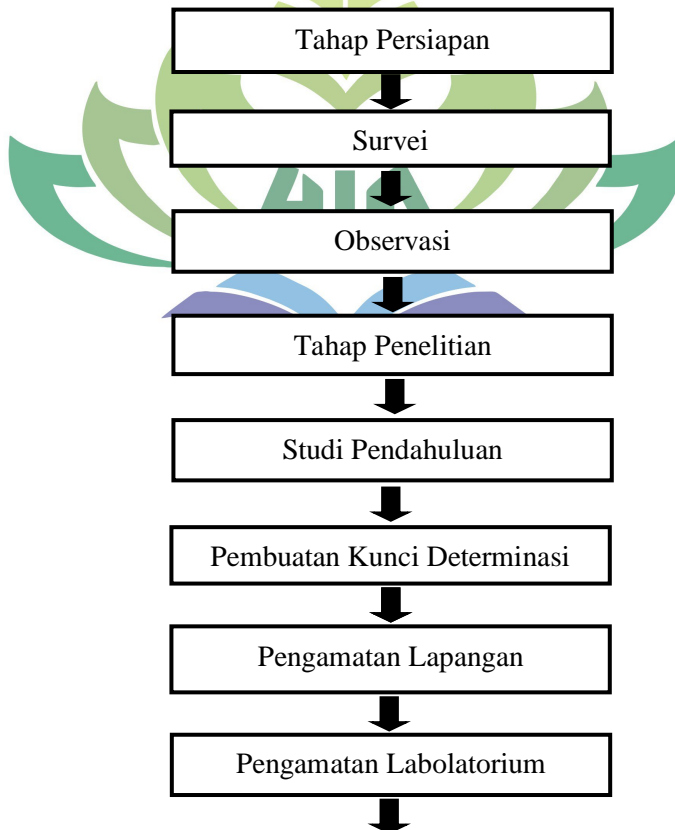 Tahap Persiapan
Survei
Observasi
Tahap Penelitian
Studi Pendahuluan
Pembuatan Kunci Determinasi
Pengamatan Lapangan
Pengamatan Labolatorium